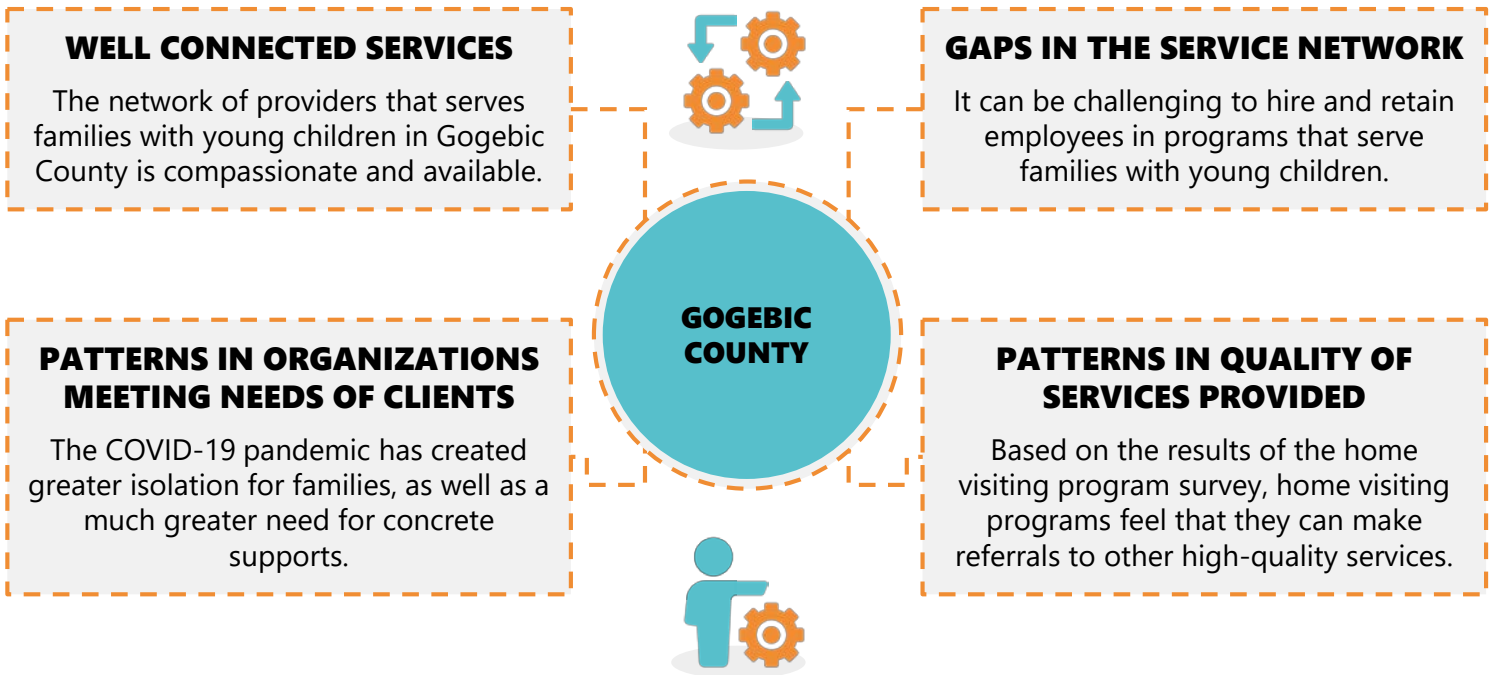 WELL CONNECTED SERVICES
The network of providers that serves
families with young children in Gogebic
County is compassionate and available.
GAPS IN THE SERVICE NETWORK
It can be challenging to hire and retain
employees in programs that serve
families with young children.
GOGEBIC
COUNTY
PATTERNS IN ORGANIZATIONS
MEETING NEEDS OF CLIENTS
The COVID-19 pandemic has created
greater isolation for families, as well as a
much greater need for concrete
supports.
PATTERNS IN QUALITY OF
SERVICES PROVIDED
Based on the results of the home
visiting program survey, home visiting
programs feel that they can make
referrals to other high-quality services.